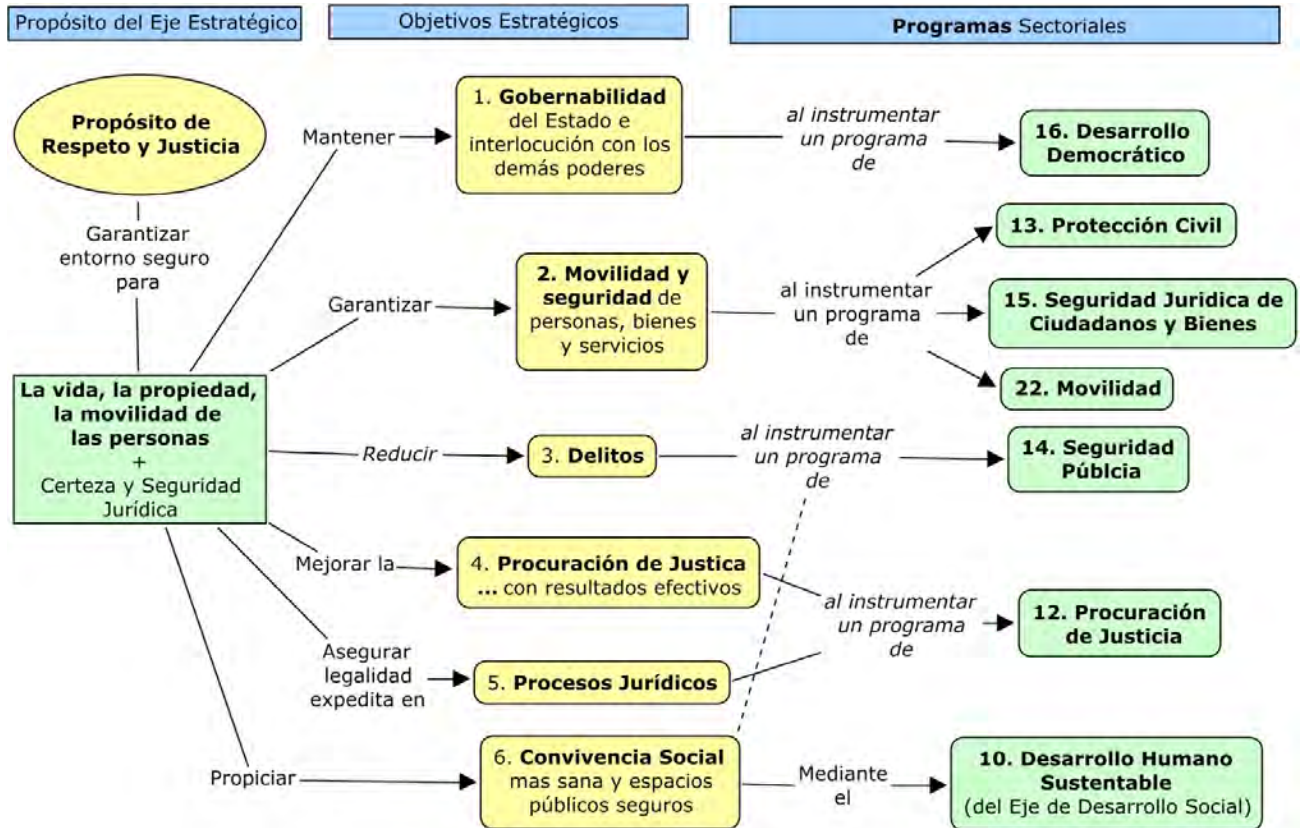 Propósito del Eje Estratégico
Objetivos Estratégicos
Programas Sectoriales
Propósito de
Respeto y Justicia
Garantizar
entorno seguro
para
La vida, la propiedad,
la movilidad de
las personas
+
Certeza y Seguridad
Jurídica
Mantener
1. Gobernabilidad
del Estado e
interlocución con los
demás poderes
al instrumentar
un programa
de
16. Desarrollo
Democrático
Garantizar
2. Movilidad y
seguridad de
personas, bienes
y servicios
al instrumentar
un programa
de
13. Protección Civil
15. Seguridad Juridica de
Ciudadanos y Bienes
22. Movilidad
Reducir
3. Delitos
al instrumentar
un programa
de
14. Seguridad
Públcia
Mejorar la
4. Procuración de Justica
... con resultados efectivos
Asegurar
legalidad
expedita en
5. Procesos Jurídicos
al instrumentar
un programa
de
12. Procuración
de Justicia
Propiciar
6. Convivencia Social
mas sana y espacios
públicos seguros
Mediante
el
10. Desarrollo Humano
Sustentable
(del Eje de Desarrollo Social)